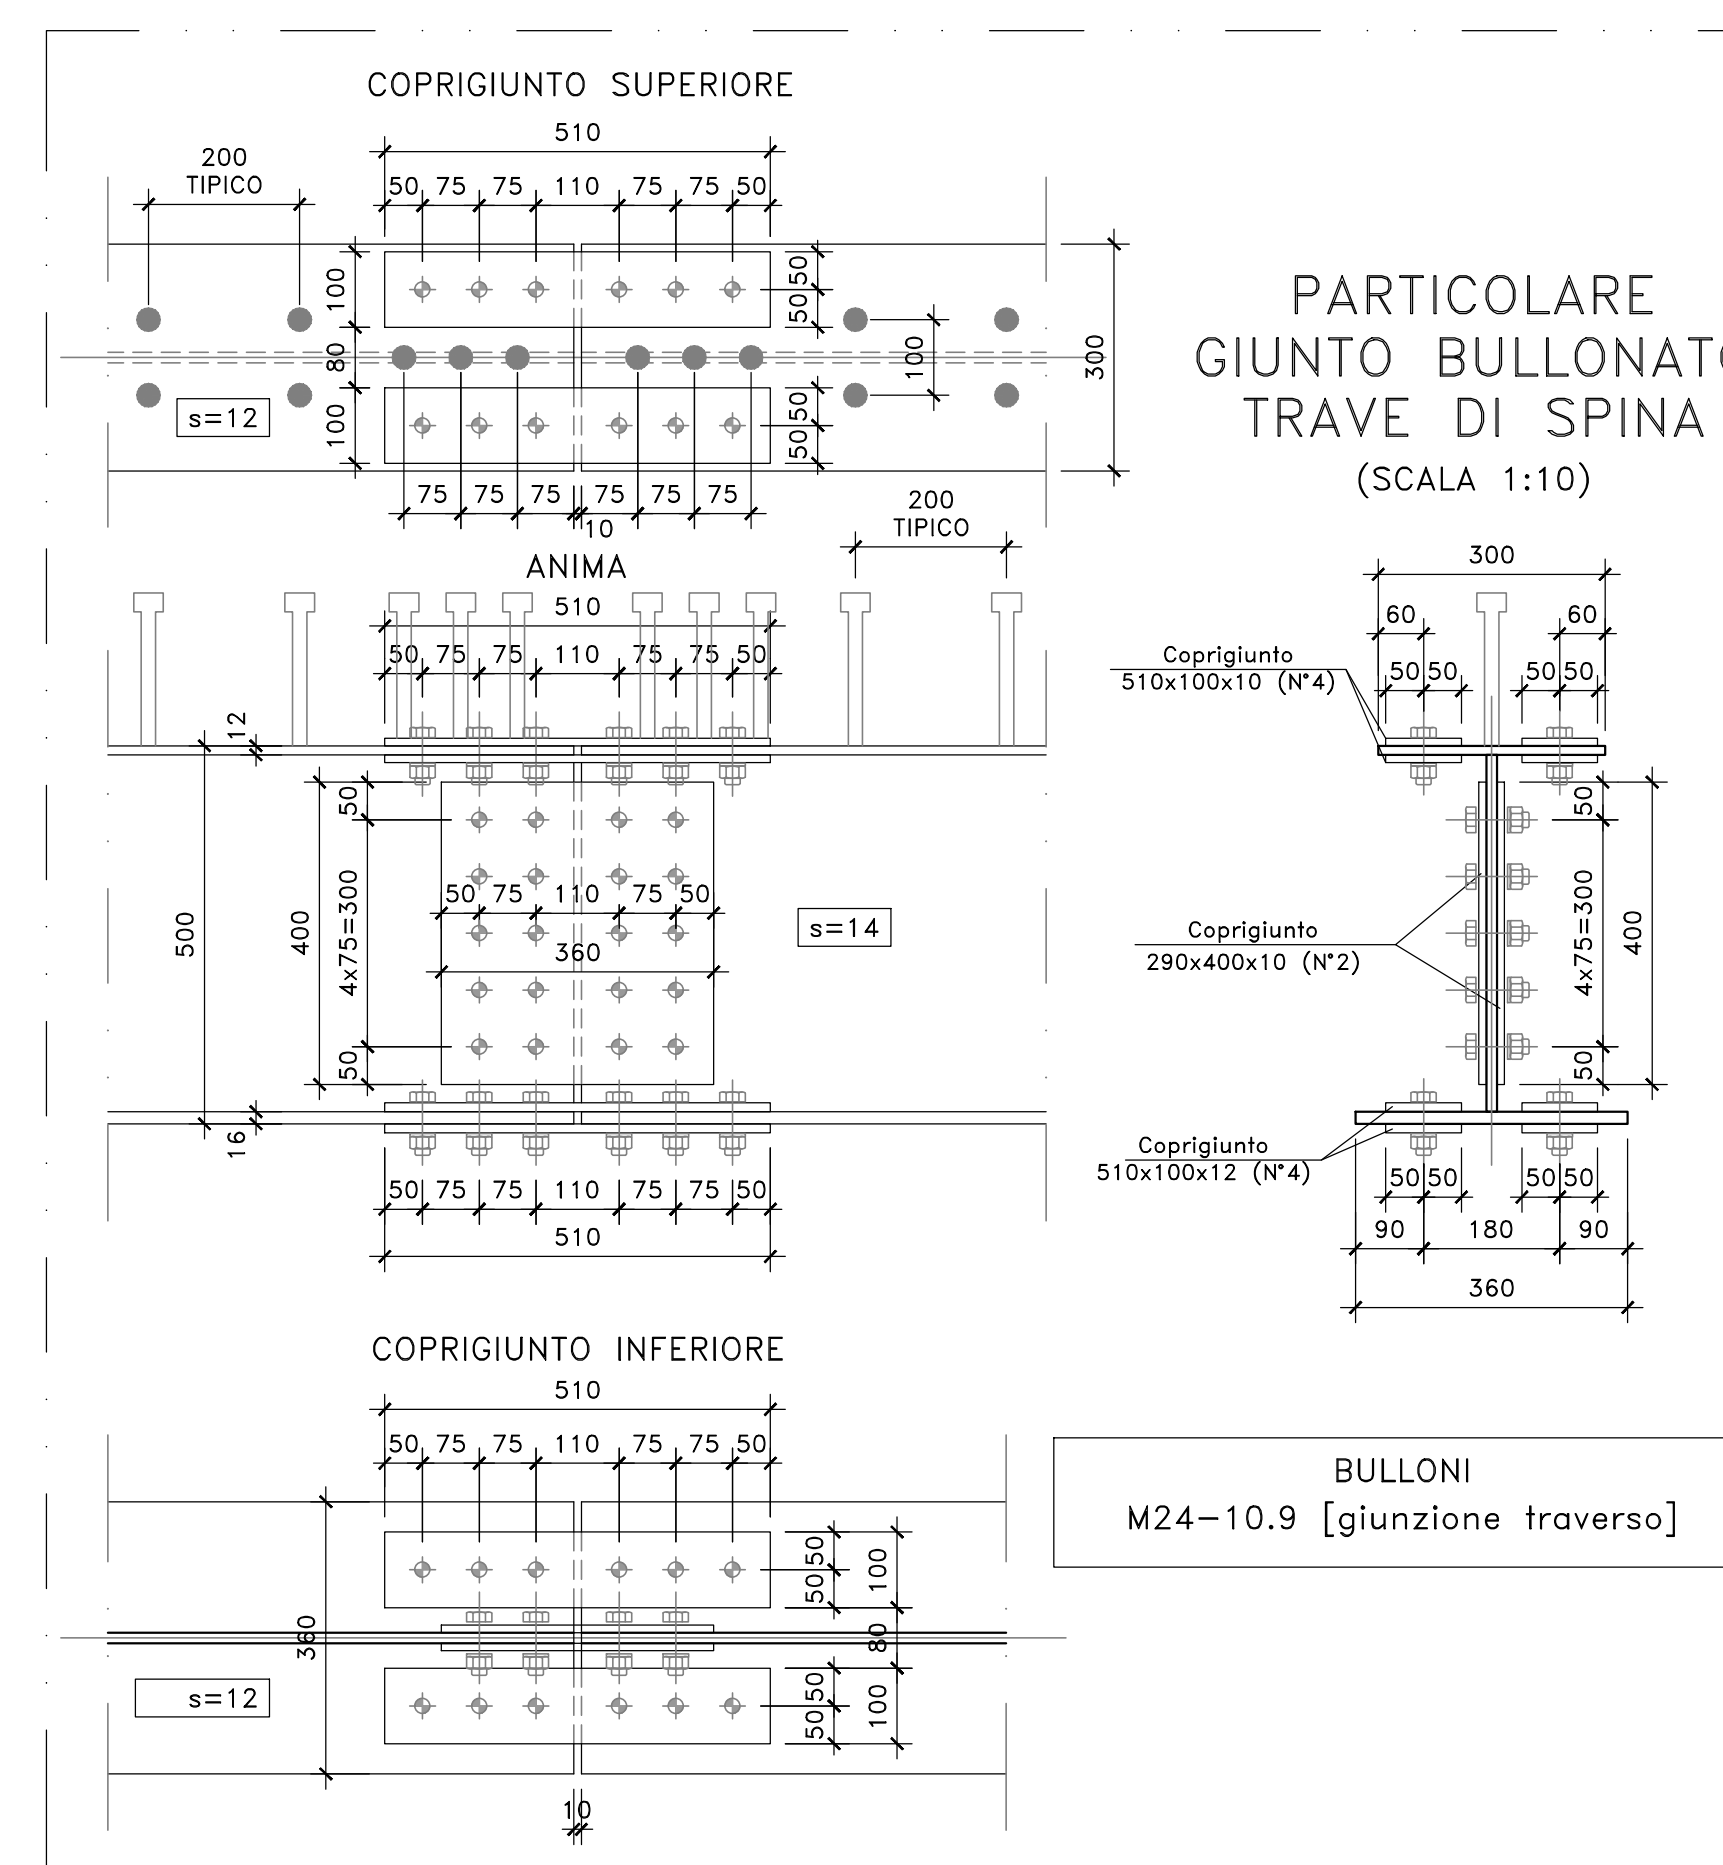 COPRIGIUNTO SUPERIORE
510
200
TIPICO
50 75 75 110 75 75 50
100
80
100
50 50
50 50
100
300
s=12
75 75 75 75 75 75
10
PARTICOLARE
GIUNTO BULLONATO
TRAVE DI SPINA
(SCALA 1:10)
200
TIPICO
ANIMA
510
50 75 75 110 75 75 50
12
500
400
50
4x75=300
50
50 75 110 75 50
360
s=14
16
50 75 75 110 75 75 50
510
300
60 60
50 50 50 50
Coprigiunto
510x100x10 (N°4)
50
4x75=300
400
50
Coprigiunto
290x400x10 (N°2)
Coprigiunto
510x100x12 (N°4)
50 50 50 50
90 180 90
360
COPRIGIUNTO INFERIORE
510
50 75 75 110 75 75 50
360
50 50
100
80
50 50
100
s=12
10
BULLONI
M24-10.9 [giunzione traverso]